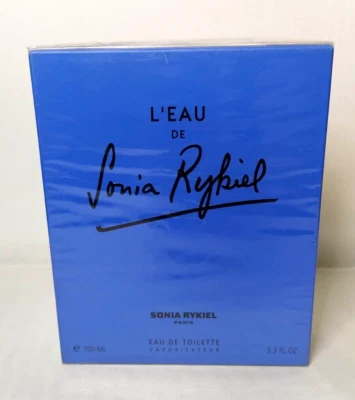 L'EAU
DE
Sonia Rykiel
SONIA RYKIEL
PARIS
EAU DE TOILETTE
VAPORISATEUR
e 100 ML
3.3 FL.OZ